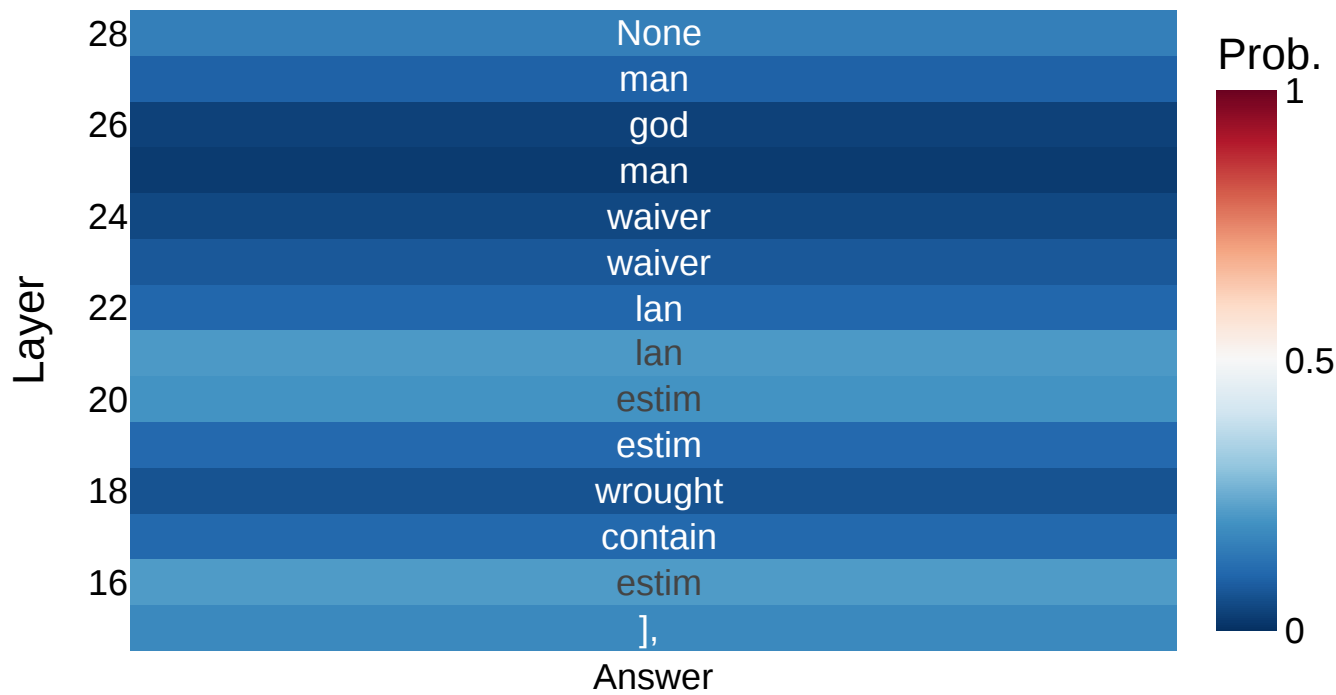 28 None
man
26 god
man
24 waiver
waiver
22 lan
lan
20 estim
estim
18 wrought
contain
16 estim
],
Answer
Layer
Prob.
1
0.5
0